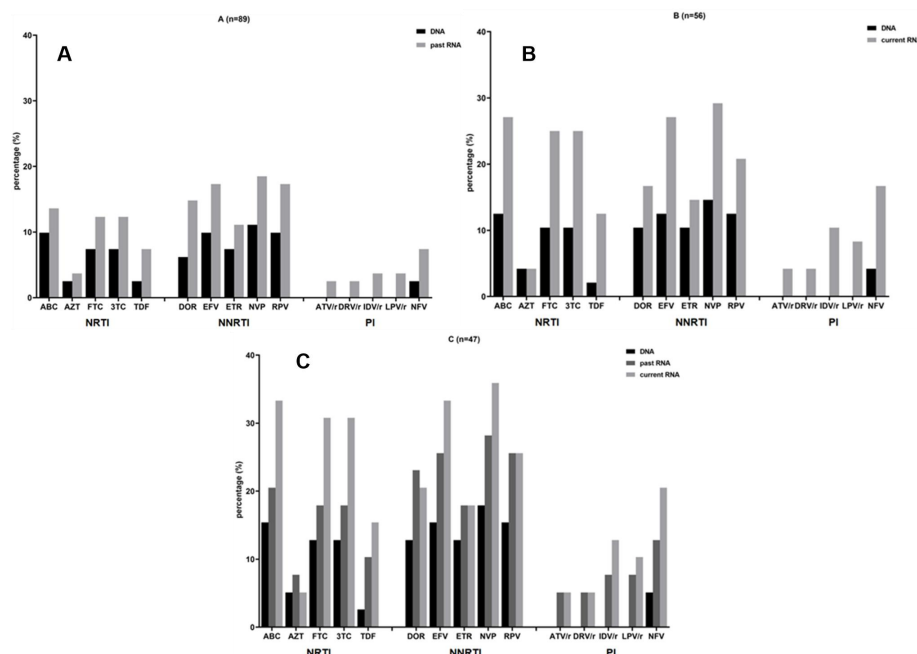 A (n=89)
A
DNA
past RNA
percentage (%)
40
30
20
10
0
ABC AZT FTC 3TC TDF DOR EFV ETR NVP RPV ATV/r DRV/r IDV/r LPV/r NFV
NRTI NNRTI PI
B (n=56)
B
DNA
current RN
percentage (%)
40
30
20
10
0
ABC AZT FTC 3TC TDF DOR EFV ETR NVP RPV ATV/r DRV/r IDV/r LPV/r NFV
NRTI NNRTI PI
C (n=47)
C
DNA
past RNA
current RNA
percentage (%)
40
30
20
10
0
ABC AZT FTC 3TC TDF DOR EFV ETR NVP RPV ATV/r DRV/r IDV/r LPV/r NFV
NRTI NNRTI PI